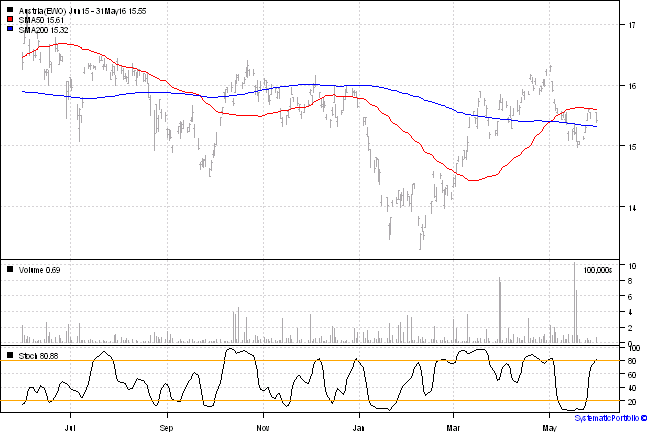 Austria(EWO) Jun15 - 31May16 15.55
SMA50 15.61
SMA200 15.32
17
16
15
14
Volume 0.69
100,000s
10
8
6
4
2
0
Stoch 80.88
100
80
60
40
20
Jul
Sep
Nov
Jan
Mar
May
SystematicPortfolio ©